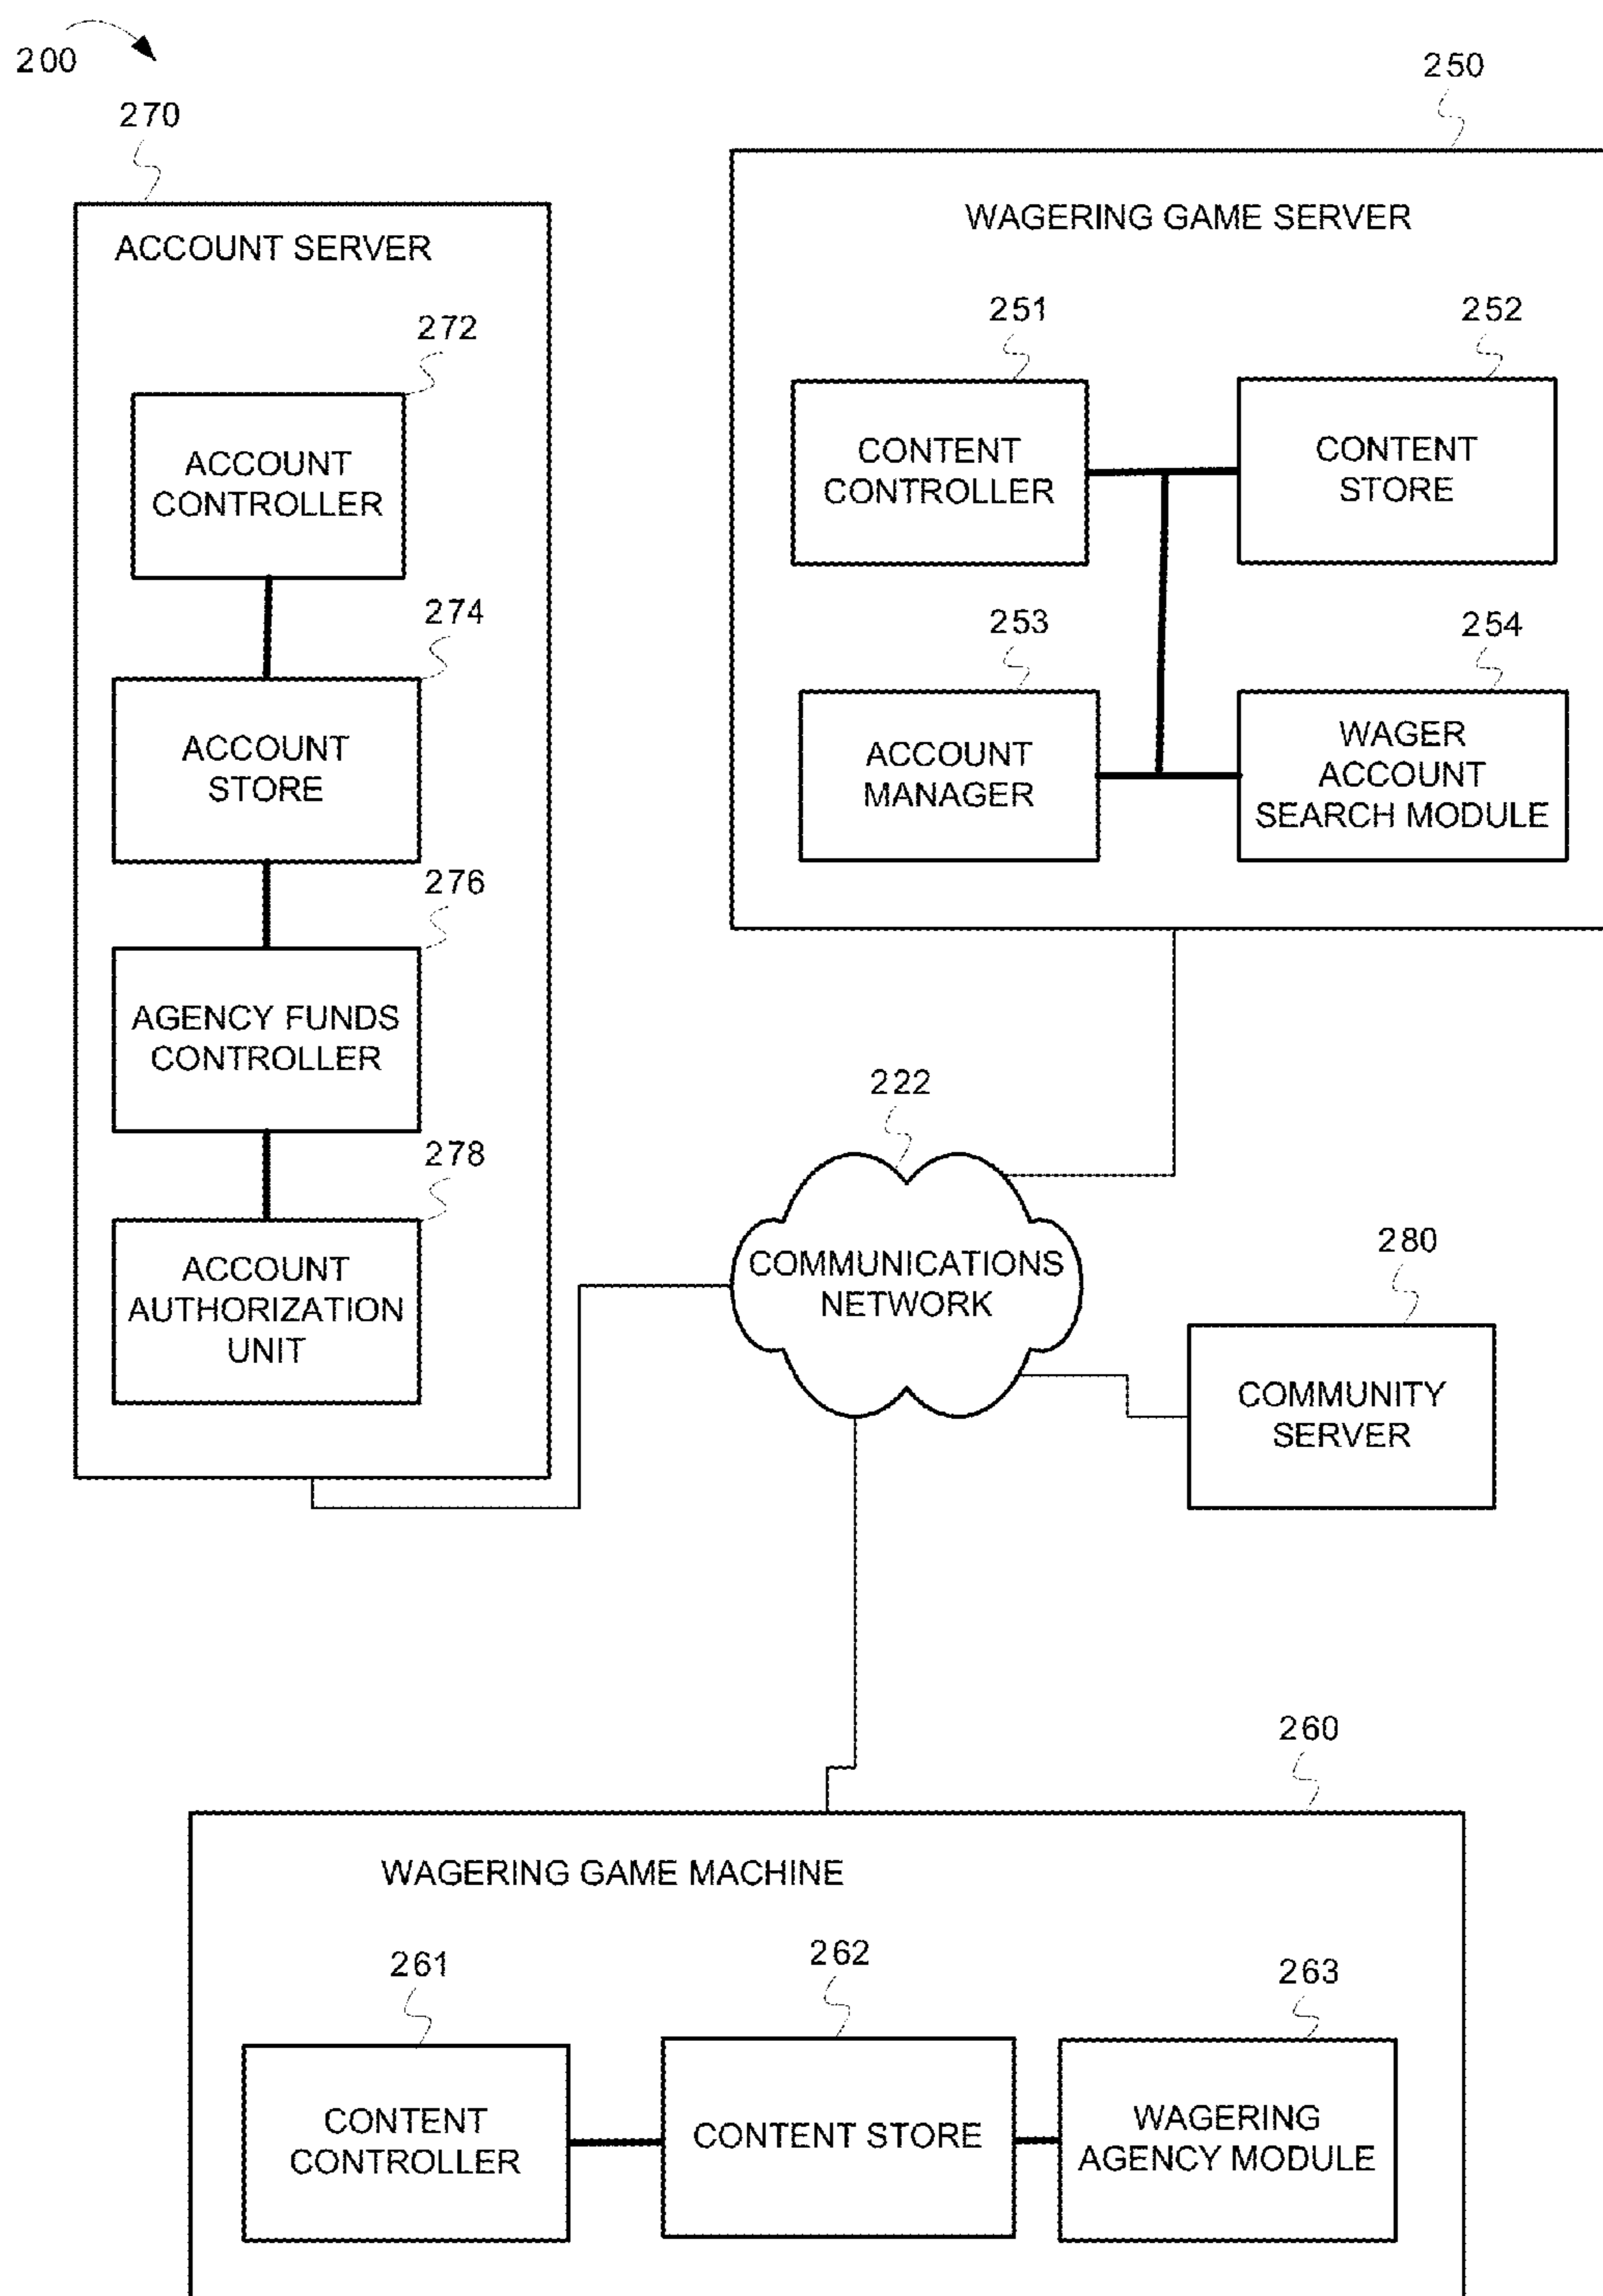 200
270
ACCOUNT SERVER
272
ACCOUNT
CONTROLLER
274
ACCOUNT
STORE
276
AGENCY FUNDS
CONTROLLER
278
ACCOUNT
AUTHORIZATION
UNIT
250
WAGERING GAME SERVER
251
CONTENT
CONTROLLER
252
CONTENT
STORE
253
ACCOUNT
MANAGER
254
WAGER
ACCOUNT
SEARCH MODULE
222
COMMUNICATIONS
NETWORK
280
COMMUNITY
SERVER
260
WAGERING GAME MACHINE
261
CONTENT
CONTROLLER
262
CONTENT STORE
263
WAGERING
AGENCY MODULE